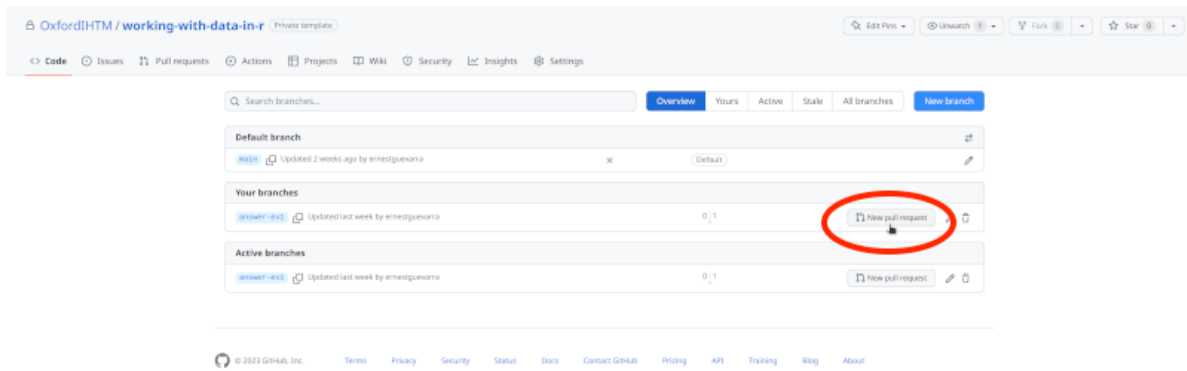 OxfordIHTM / working-with-data-in-r Private template Edit Pins Unwatch 1 Fork 0 Star 0
Code Issues Pull requests Actions Projects Wiki Security Insights Settings
Search branches... Overview Yours Active Stale All branches New branch
Default branch
main Updated 2 weeks ago by ernestguevarra Default
Your branches
answer-ex1 Updated last week by ernestguevarra 0 1 New pull request
Active branches
answer-ex1 Updated last week by ernestguevarra 0 1 New pull request
© 2023 GitHub, Inc. Terms Privacy Security Status Docs Contact GitHub Pricing API Training Blog About